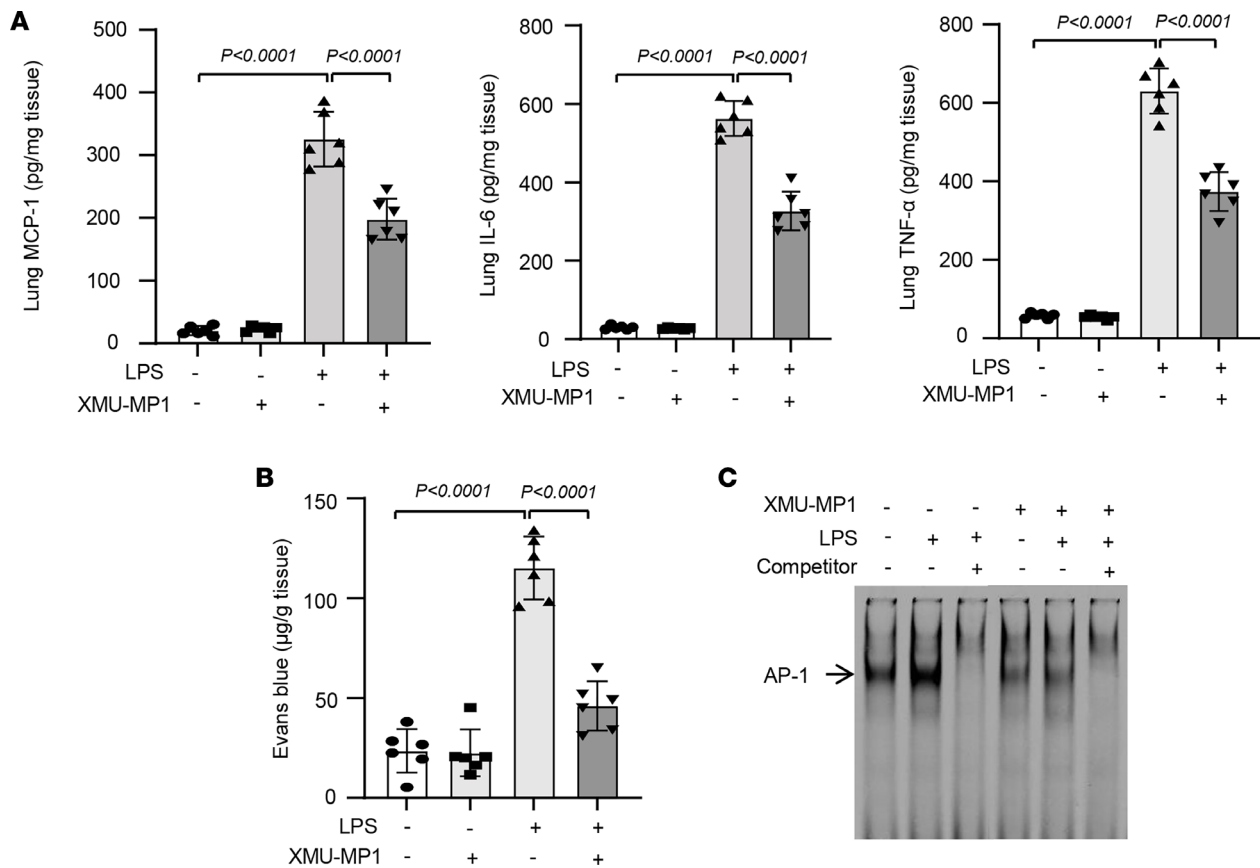 A
Lung MCP-1 (pg/mg tissue)
500
400
300
200
100
0
P<0.0001 P<0.0001
LPS - - + +
XMU-MP1 - + - +
Lung IL-6 (pg/mg tissue)
800
600
400
200
0
P<0.0001 P<0.0001
LPS - - + +
XMU-MP1 - + - +
Lung TNF-α (pg/mg tissue)
800
600
400
200
0
P<0.0001 P<0.0001
LPS - - + +
XMU-MP1 - + - +
B
Evans blue (µg/g tissue)
150
100
50
0
P<0.0001 P<0.0001
LPS - - + +
XMU-MP1 - + - +
C
XMU-MP1 - - - + + +
LPS - + + - + +
Competitor - - + - - +
AP-1